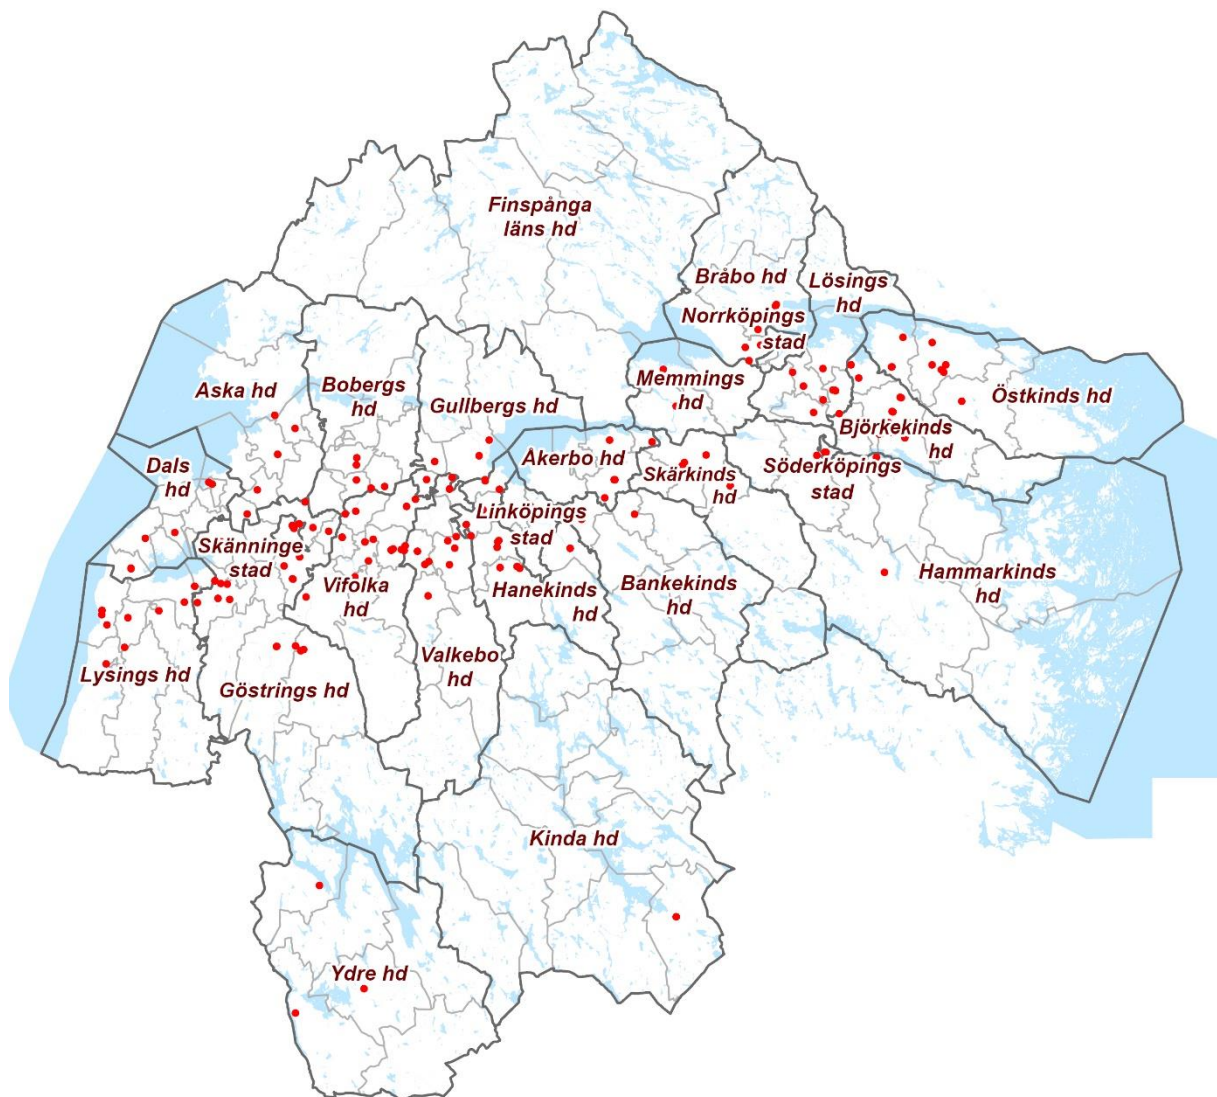 Finspånga
läns hd
Bråbo hd
Lösings
hd
Norrköpings
stad
Aska hd
Bobergs
hd
Gullbergs hd
Memmings
hd
Östkinds hd
Björkekinds
hd
Dals
hd
Åkerbo hd
Skärkinds
hd
Söderköpings
stad
Skänninge
stad
Linköpings
stad
Vifolka
hd
Hanekinds
hd
Bankekinds
hd
Hammarkinds
hd
Lysings hd
Göstrings hd
Valkebo
hd
Kinda hd
Ydre hd